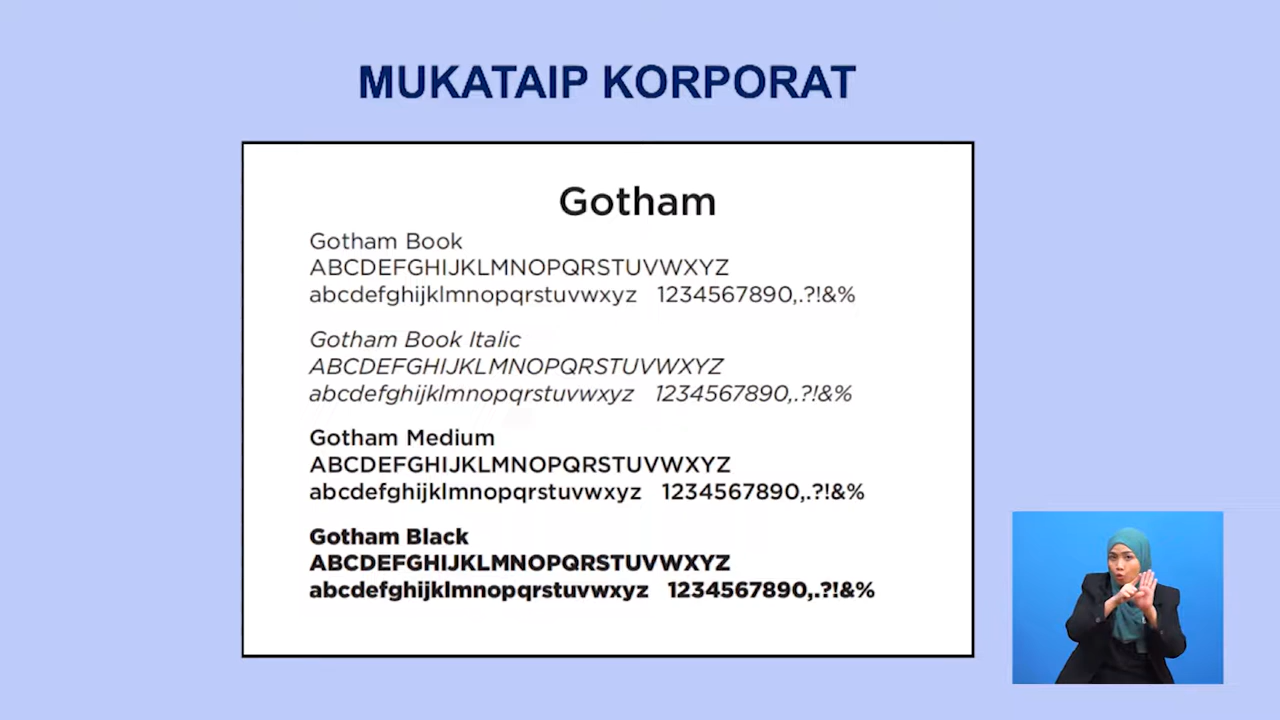 MUKATAIP KORPORAT
Gotham
Gotham Book
ABCDEFGHIJKLMNOPQRSTUVWXYZ
abcdefghijklmnopqrstuvwxyz 1234567890,.?!&%
Gotham Book Italic
ABCDEFGHIJKLMNOPQRSTUVWXYZ
abcdefghijklmnopqrstuvwxyz 1234567890,.?!&%
Gotham Medium
ABCDEFGHIJKLMNOPQRSTUVWXYZ
abcdefghijklmnopqrstuvwxyz 1234567890,.?!&%
Gotham Black
ABCDEFGHIJKLMNOPQRSTUVWXYZ
abcdefghijklmnopqrstuvwxyz 1234567890,.?!&%